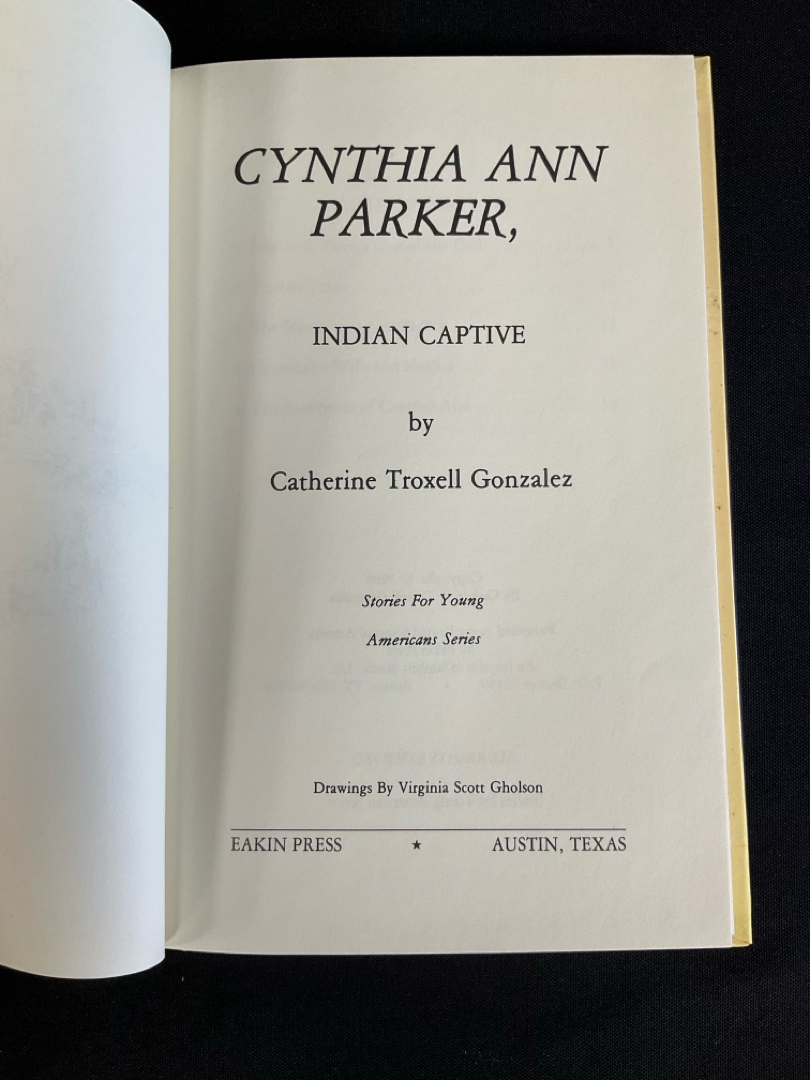 CYNTHIA ANN
PARKER,
INDIAN CAPTIVE
by
Catherine Troxell Gonzalez
Stories For Young
Americans Series
Drawings By Virginia Scott Gholson
EAKIN PRESS ★ AUSTIN, TEXAS